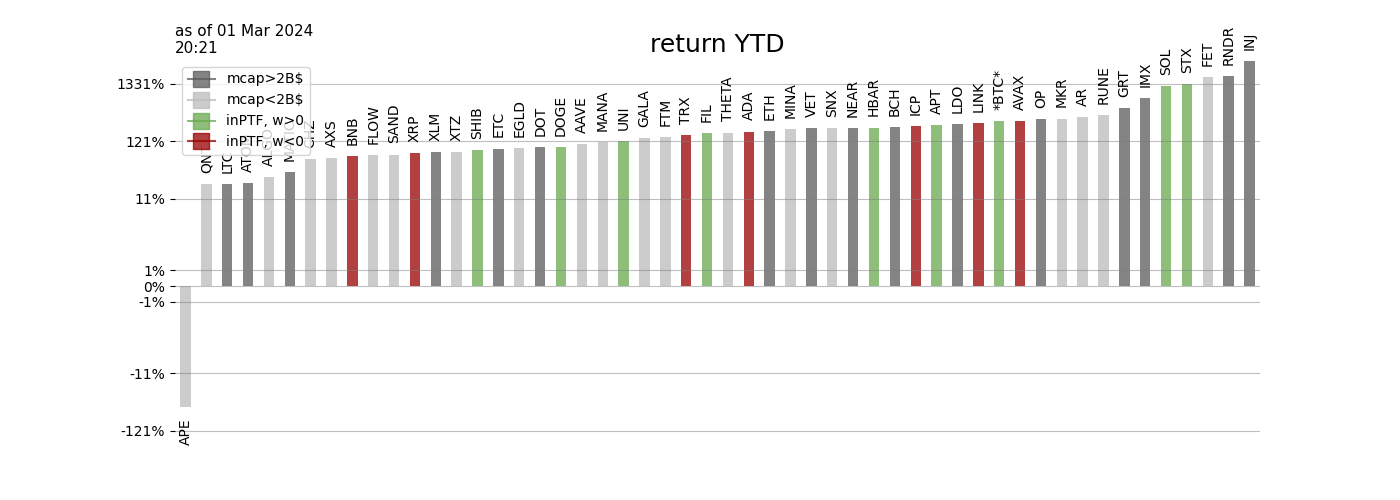 as of 01 Mar 2024
20:21
return YTD
mcap>2B$
mcap<2B$
inPTF, w>0
inPTF, w<0
1331%
121%
11%
1%
0%
-1%
-11%
-121%
APE
QNT
LTC
ATOM
ALGO
MATIC
CHZ
AXS
BNB
FLOW
SAND
XRP
XLM
XTZ
SHIB
ETC
EGLD
DOT
DOGE
AAVE
MANA
UNI
GALA
FTM
TRX
FIL
THETA
ADA
ETH
MINA
VET
SNX
NEAR
HBAR
BCH
ICP
APT
LDO
LINK
*BTC*
AVAX
OP
MKR
AR
RUNE
GRT
IMX
SOL
STX
FET
RNDR
INJ